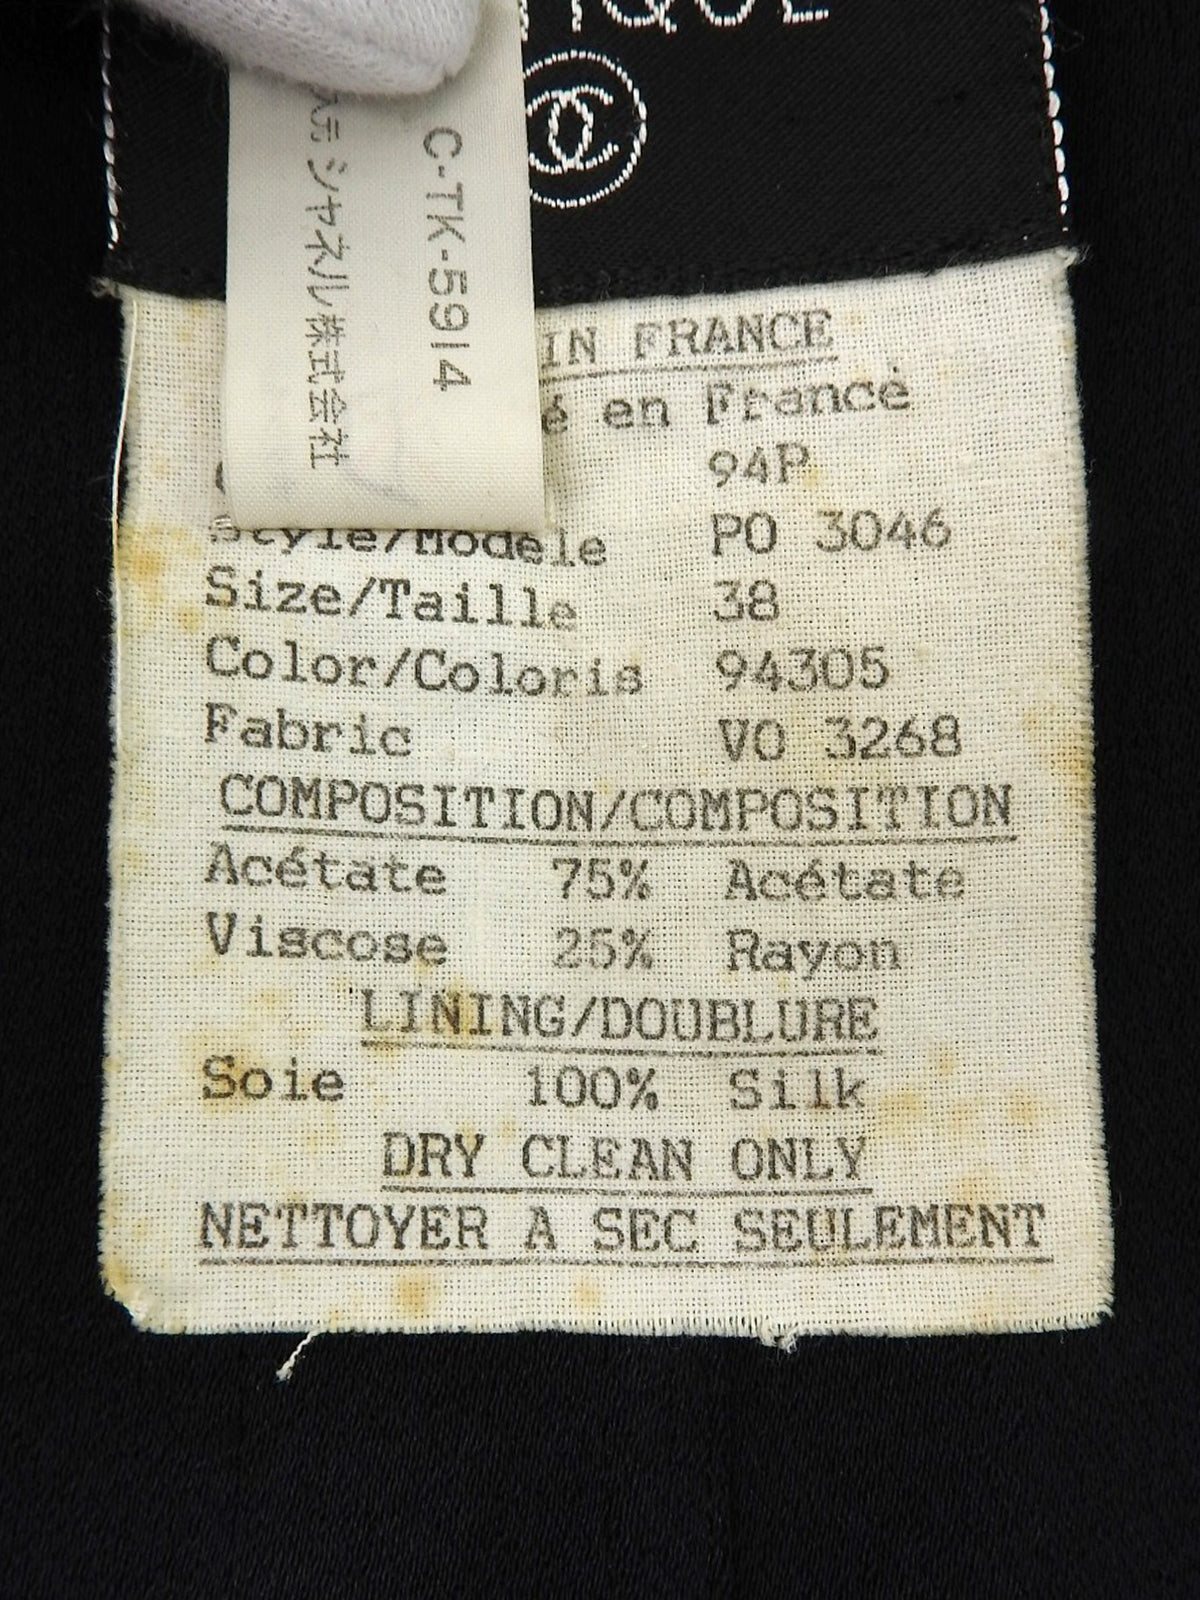 IN FRANCE
en Francé
94P
Style/Modèle PO 3046
Size/Taille 38
Color/Coloris 94305
Fabric VO 3268
COMPOSITION/COMPOSITION
Acétate 75% Acétate
Viscose 25% Rayon
LINING/DOUBLURE
Soie 100% Silk
DRY CLEAN ONLY
NETTOYER A SEC SEULEMENT
C-TK-5914
シャネル株式会社